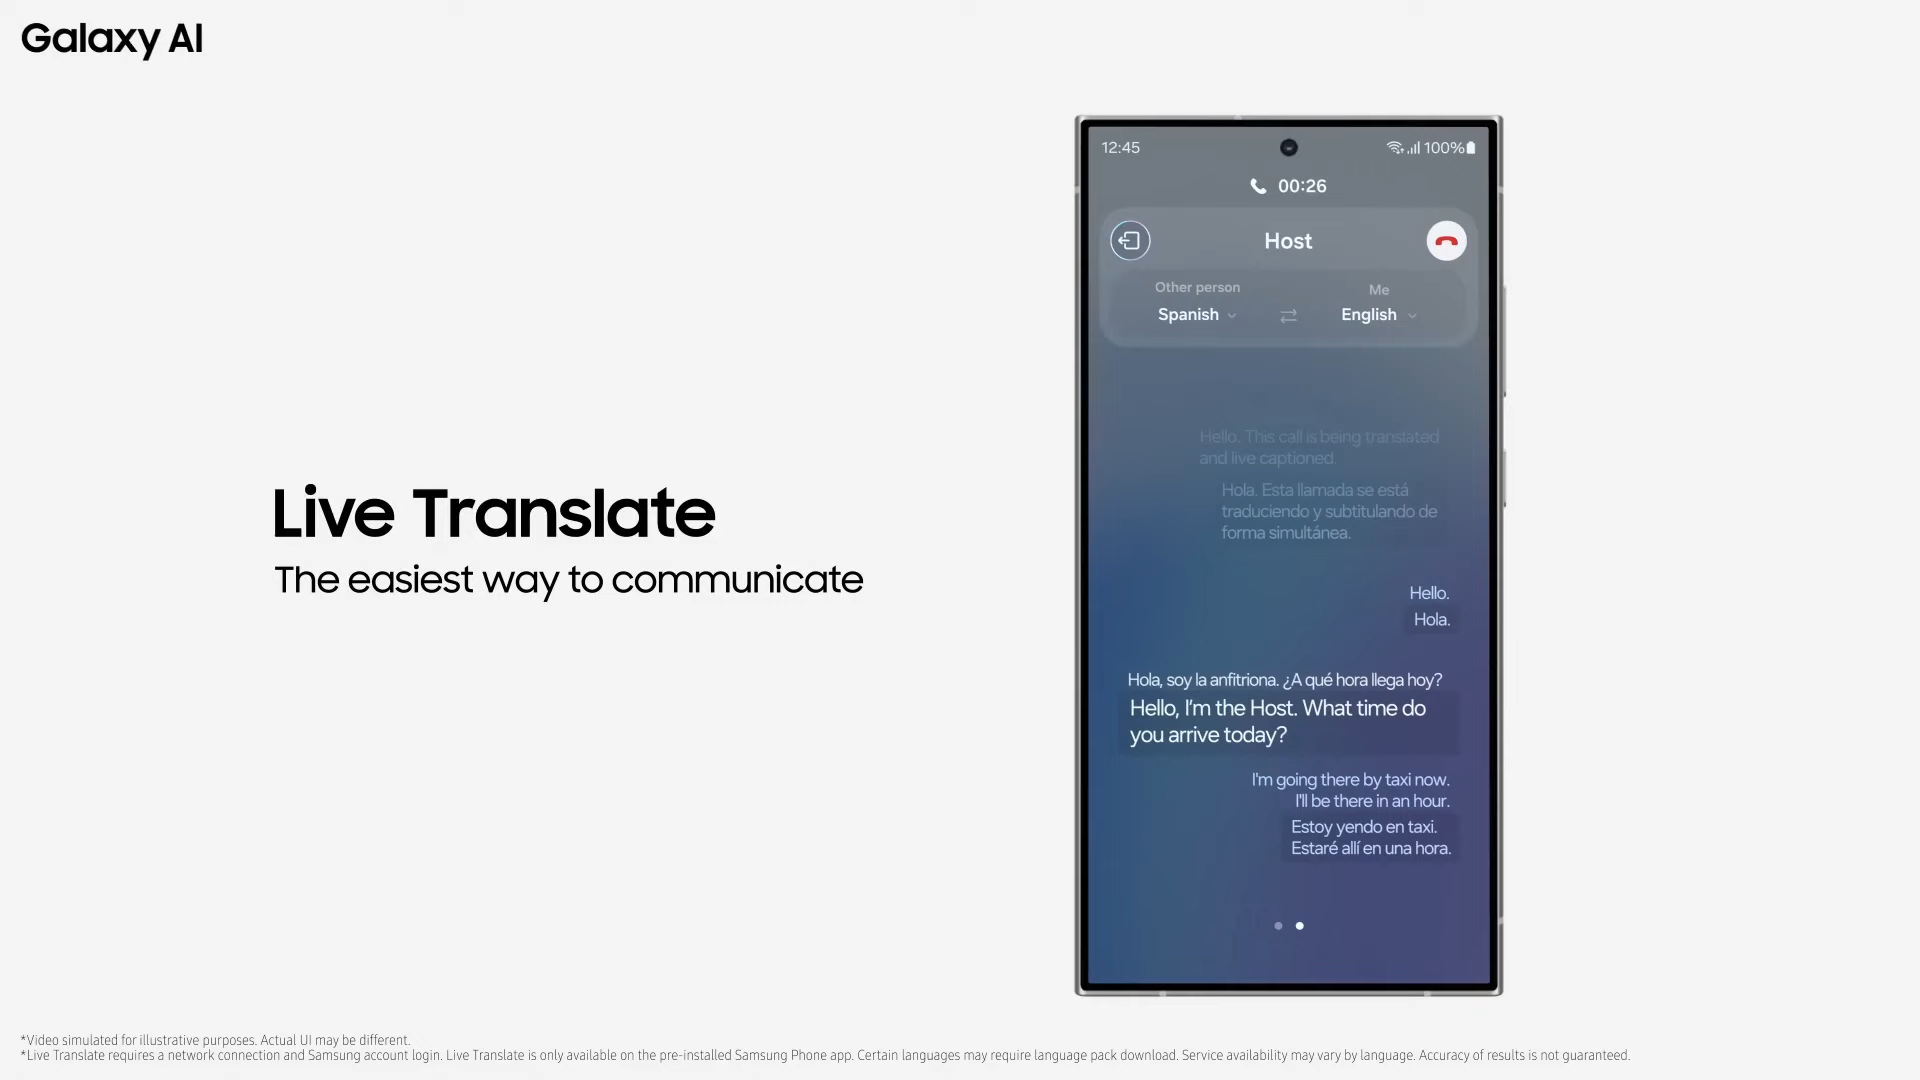 Galaxy AI
Live Translate
The easiest way to communicate
12:45
100%
00:26
Host
Other person
Me
Spanish
English
Hello. This call is being translated
and live captioned.
Hola. Esta llamada se está
traduciendo y subtitulando de
forma simultánea.
Hello.
Hola.
Hola, soy la anfitriona. ¿A qué hora llega hoy?
Hello, I'm the Host. What time do
you arrive today?
I'm going there by taxi now.
I'll be there in an hour.
Estoy yendo en taxi.
Estaré allí en una hora.
*Video simulated for illustrative purposes. Actual UI may be different.
*Live Translate requires a network connection and Samsung account login. Live Translate is only available on the pre-installed Samsung Phone app. Certain languages may require language pack download. Service availability may vary by language. Accuracy of results is not guaranteed.